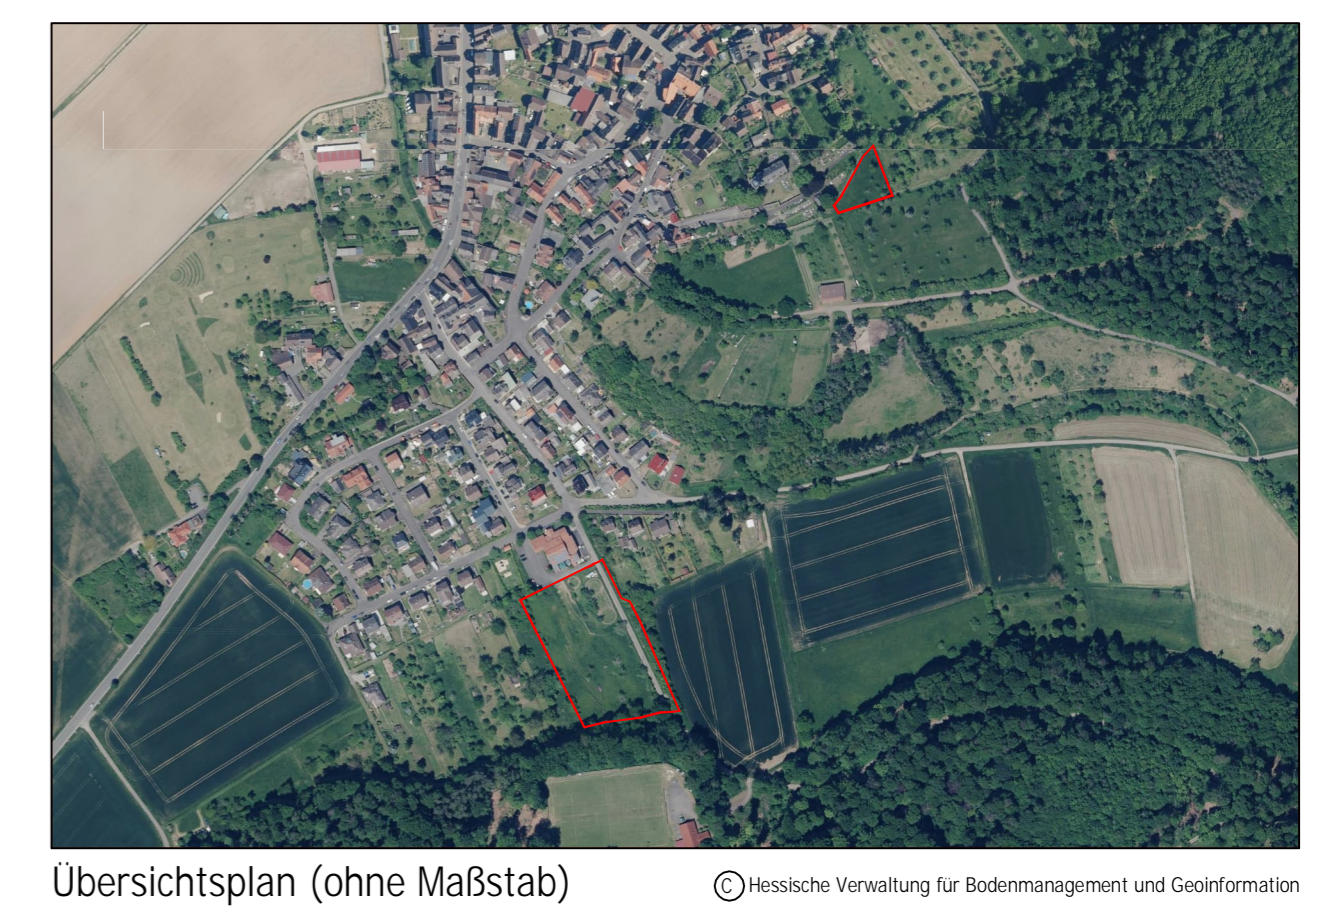 Übersichtsplan (ohne Maßstab)
© Hessische Verwaltung für Bodenmanagement und Geoinformation